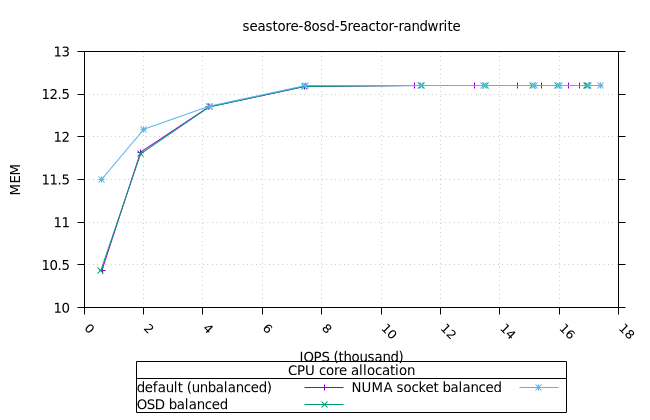 seastore-8osd-5reactor-randwrite
13
12.5
12
11.5
11
10.5
10
MEM
0 2 4 6 8 10 12 14 16 18
IOPS (thousand)
CPU core allocation
default (unbalanced) NUMA socket balanced
OSD balanced